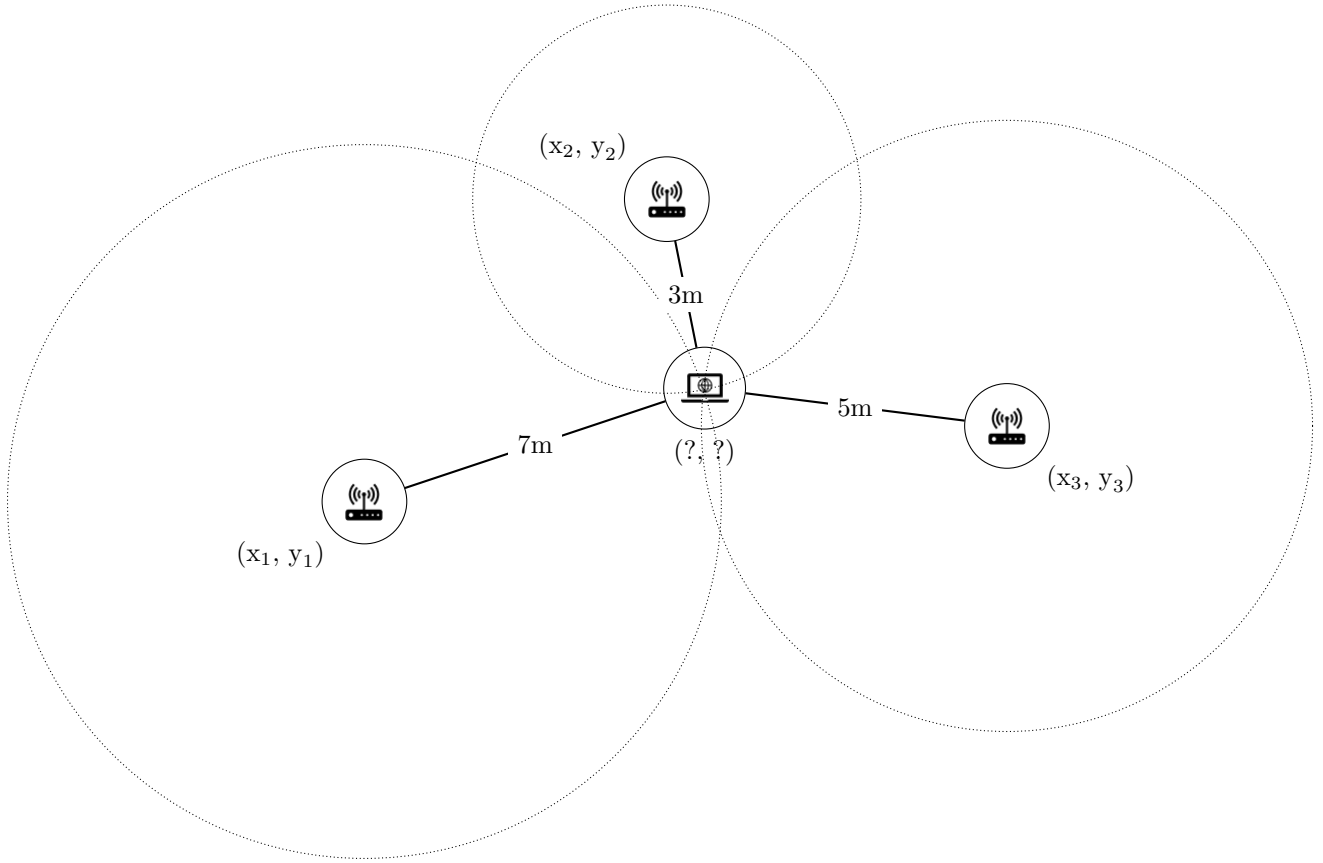 (x₂, y₂)
3m
5m
7m
(?, ?)
(x₃, y₃)
(x₁, y₁)